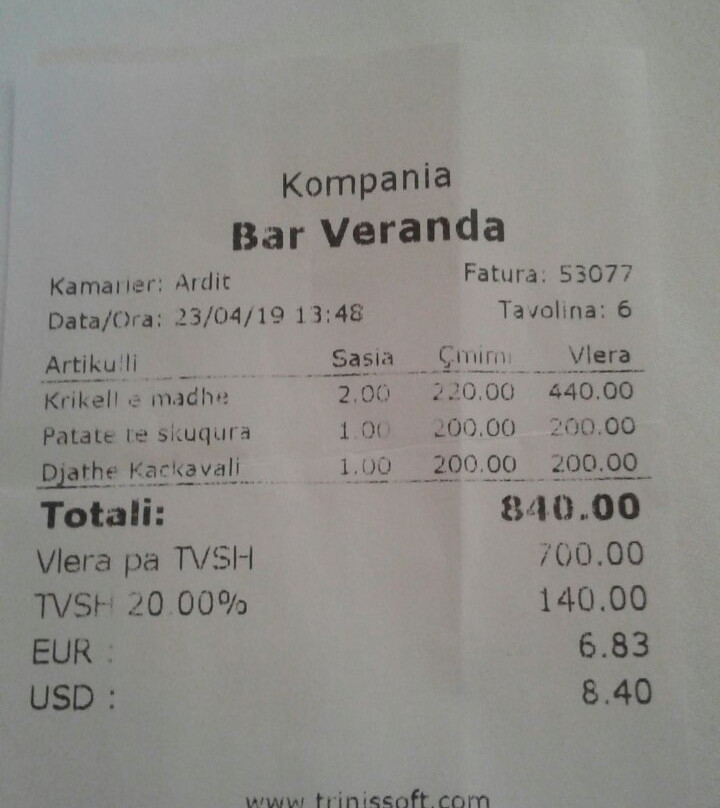 Kompania
Bar Veranda
Kamarier: Ardit Fatura: 53077
Data/Ora: 23/04/19 13:48 Tavolina: 6
Artikulli Sasia Çmimi Vlera
Krikell e madhe 2.00 220.00 440.00
Patate te skuqura 1.00 200.00 200.00
Djathe Kackavali 1.00 200.00 200.00
Totali: 840.00
Vlera pa TVSH 700.00
TVSH 20.00% 140.00
EUR : 6.83
USD : 8.40
www.trinissoft.com